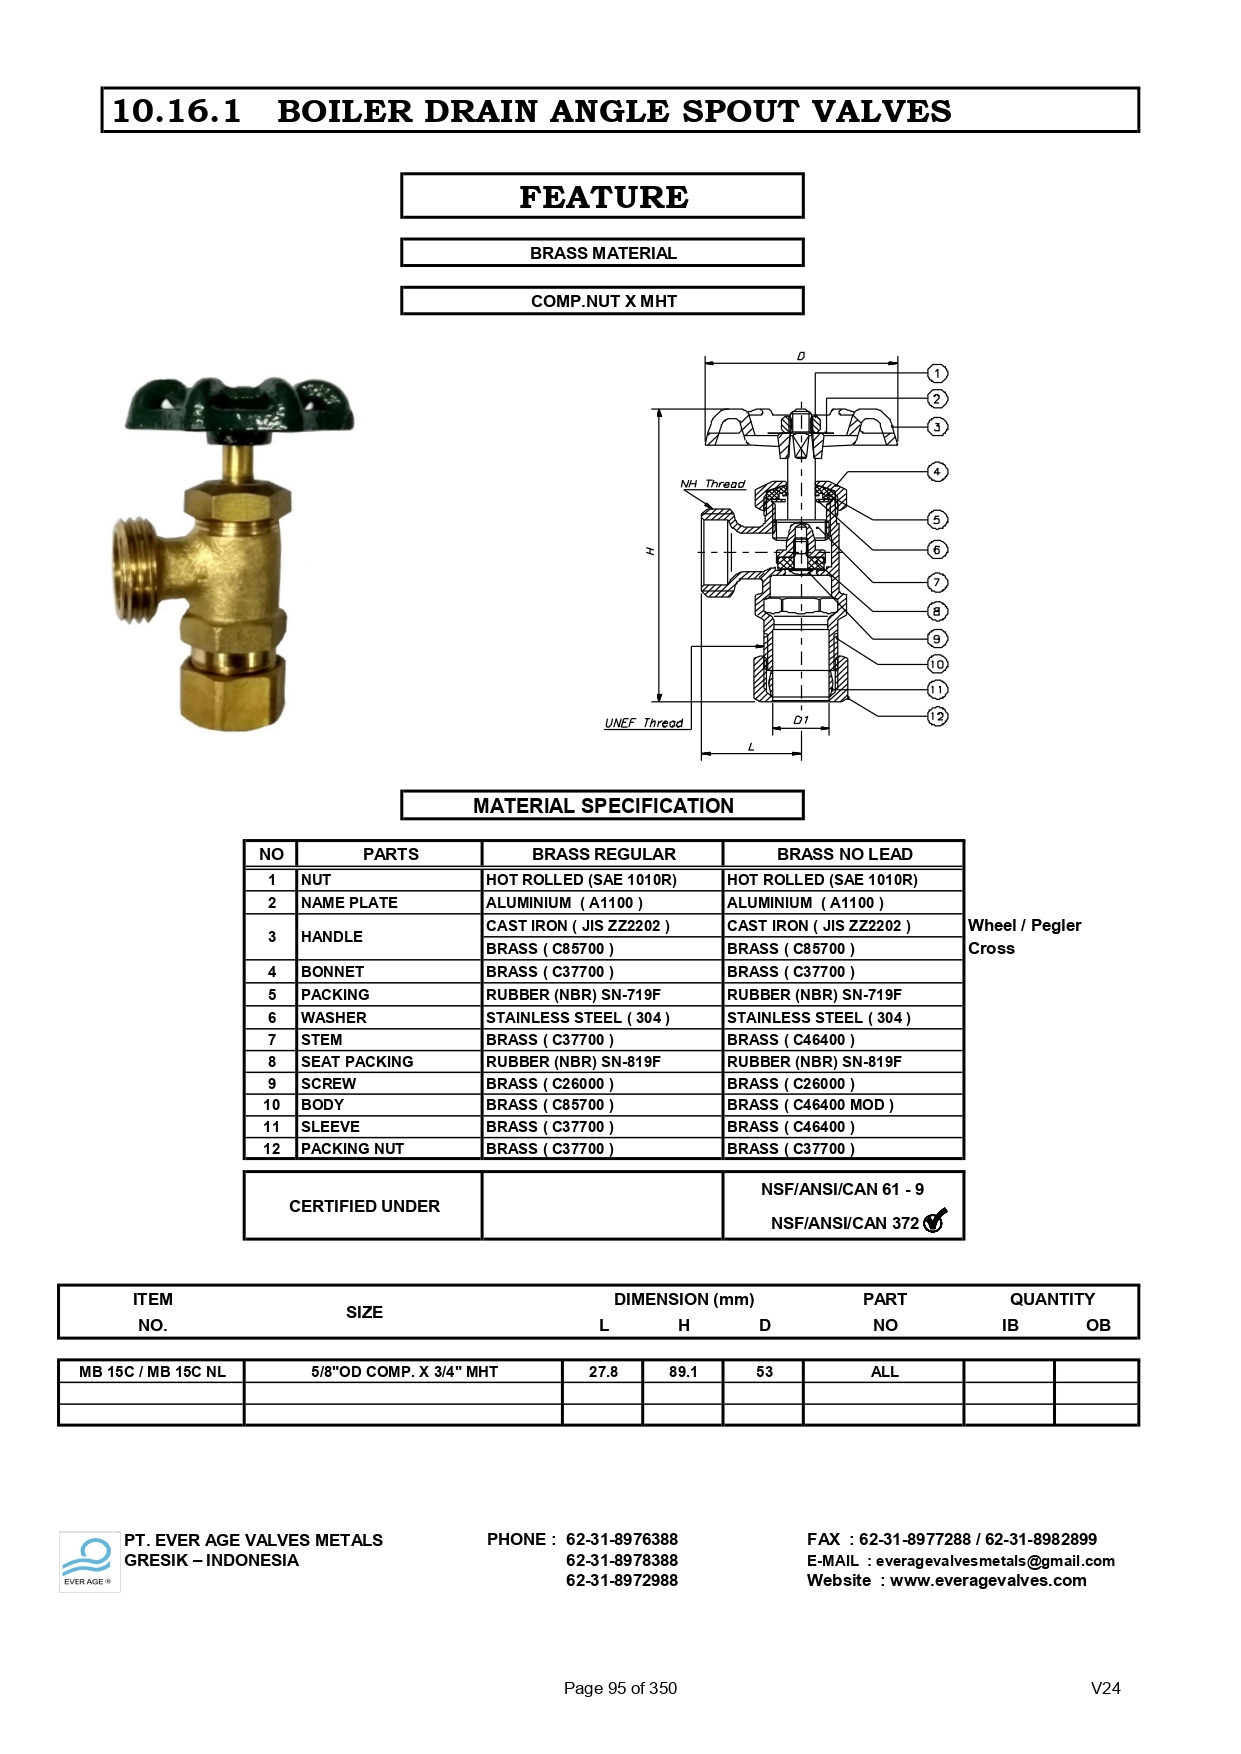 10.16.1 BOILER DRAIN ANGLE SPOUT VALVES
FEATURE
BRASS MATERIAL
COMP.NUT X MHT
D
1
2
3
4
NH Thread
5
H
6
7
8
9
10
11
12
UNEF Thread
D1
L
MATERIAL SPECIFICATION
NO PARTS BRASS REGULAR BRASS NO LEAD
1 NUT HOT ROLLED (SAE 1010R) HOT ROLLED (SAE 1010R)
2 NAME PLATE ALUMINIUM ( A1100 ) ALUMINIUM ( A1100 )
3 HANDLE CAST IRON ( JIS ZZ2202 ) CAST IRON ( JIS ZZ2202 ) Wheel / Pegler
BRASS ( C85700 ) BRASS ( C85700 ) Cross
4 BONNET BRASS ( C37700 ) BRASS ( C37700 )
5 PACKING RUBBER (NBR) SN-719F RUBBER (NBR) SN-719F
6 WASHER STAINLESS STEEL ( 304 ) STAINLESS STEEL ( 304 )
7 STEM BRASS ( C37700 ) BRASS ( C46400 )
8 SEAT PACKING RUBBER (NBR) SN-819F RUBBER (NBR) SN-819F
9 SCREW BRASS ( C26000 ) BRASS ( C26000 )
10 BODY BRASS ( C85700 ) BRASS ( C46400 MOD )
11 SLEEVE BRASS ( C37700 ) BRASS ( C46400 )
12 PACKING NUT BRASS ( C37700 ) BRASS ( C37700 )
CERTIFIED UNDER NSF/ANSI/CAN 61 - 9
NSF/ANSI/CAN 372
ITEM NO. SIZE DIMENSION (mm) PART NO QUANTITY
L H D IB OB
MB 15C / MB 15C NL 5/8"OD COMP. X 3/4" MHT 27.8 89.1 53 ALL
EVER AGE ®
PT. EVER AGE VALVES METALS PHONE : 62-31-8976388 FAX : 62-31-8977288 / 62-31-8982899
GRESIK – INDONESIA 62-31-8978388 E-MAIL : everagevalvesmetals@gmail.com
62-31-8972988 Website : www.everagevalves.com
Page 95 of 350 V24